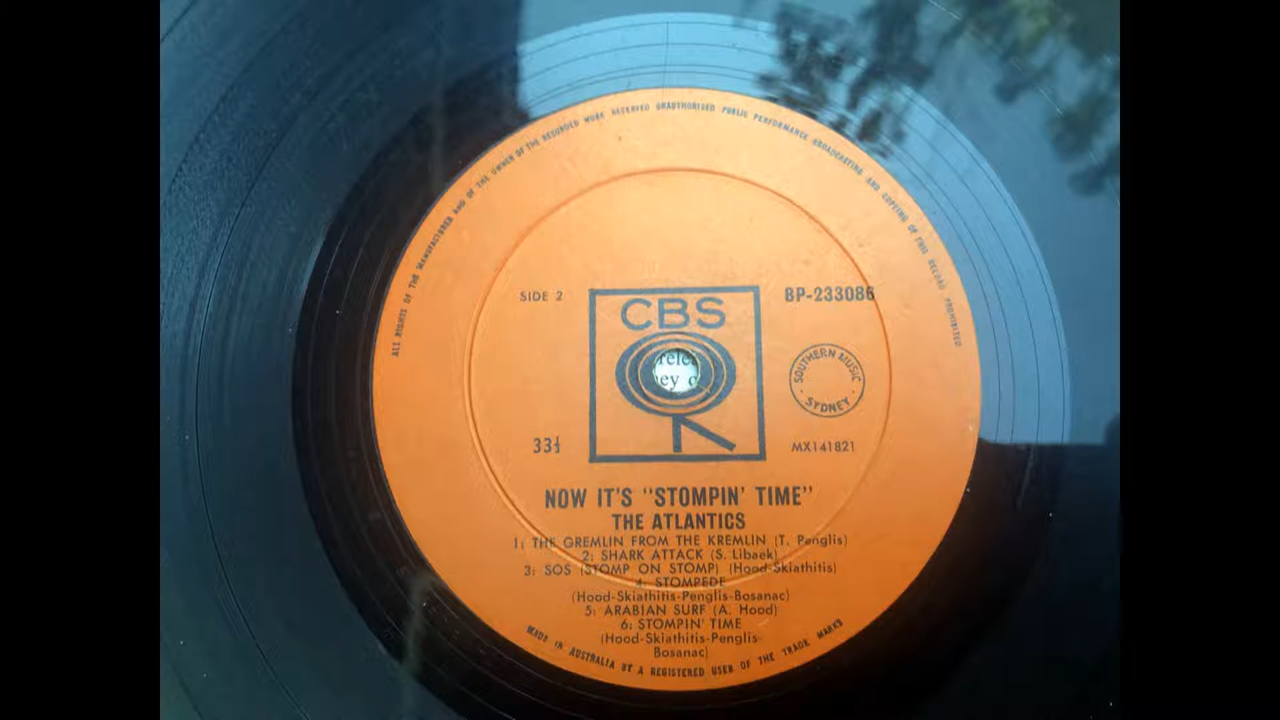 ALL RIGHTS OF THE MANUFACTURER AND OF THE OWNER OF THE RECORDED WORK RESERVED UNAUTHORISED PUBLIC PERFORMANCE BROADCASTING AND COPYING OF THIS RECORD PROHIBITED
SIDE 2
CBS
BP-233086
relea
ey c
SOUTHERN MUSIC
· SYDNEY ·
33⅓
MX141821
NOW IT'S "STOMPIN' TIME"
THE ATLANTICS
1: THE GREMLIN FROM THE KREMLIN (T. Penglis)
2: SHARK ATTACK (S. Libaek)
3: SOS (STOMP ON STOMP) (Hood-Skiathitis)
4: STOMPEDE
(Hood-Skiathitis-Penglis-Bosanac)
5: ARABIAN SURF (A. Hood)
6: STOMPIN' TIME
(Hood-Skiathitis-Penglis-
Bosanac)
MADE IN AUSTRALIA BY A REGISTERED USER OF THE TRADE MARKS